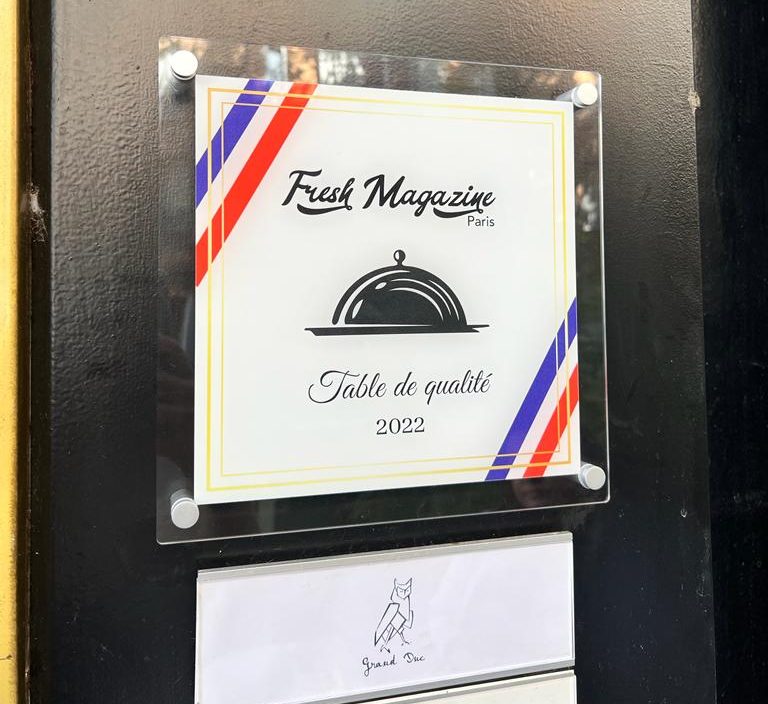 Fresh Magazine
Paris
Table de qualité
2022
Grand Duc